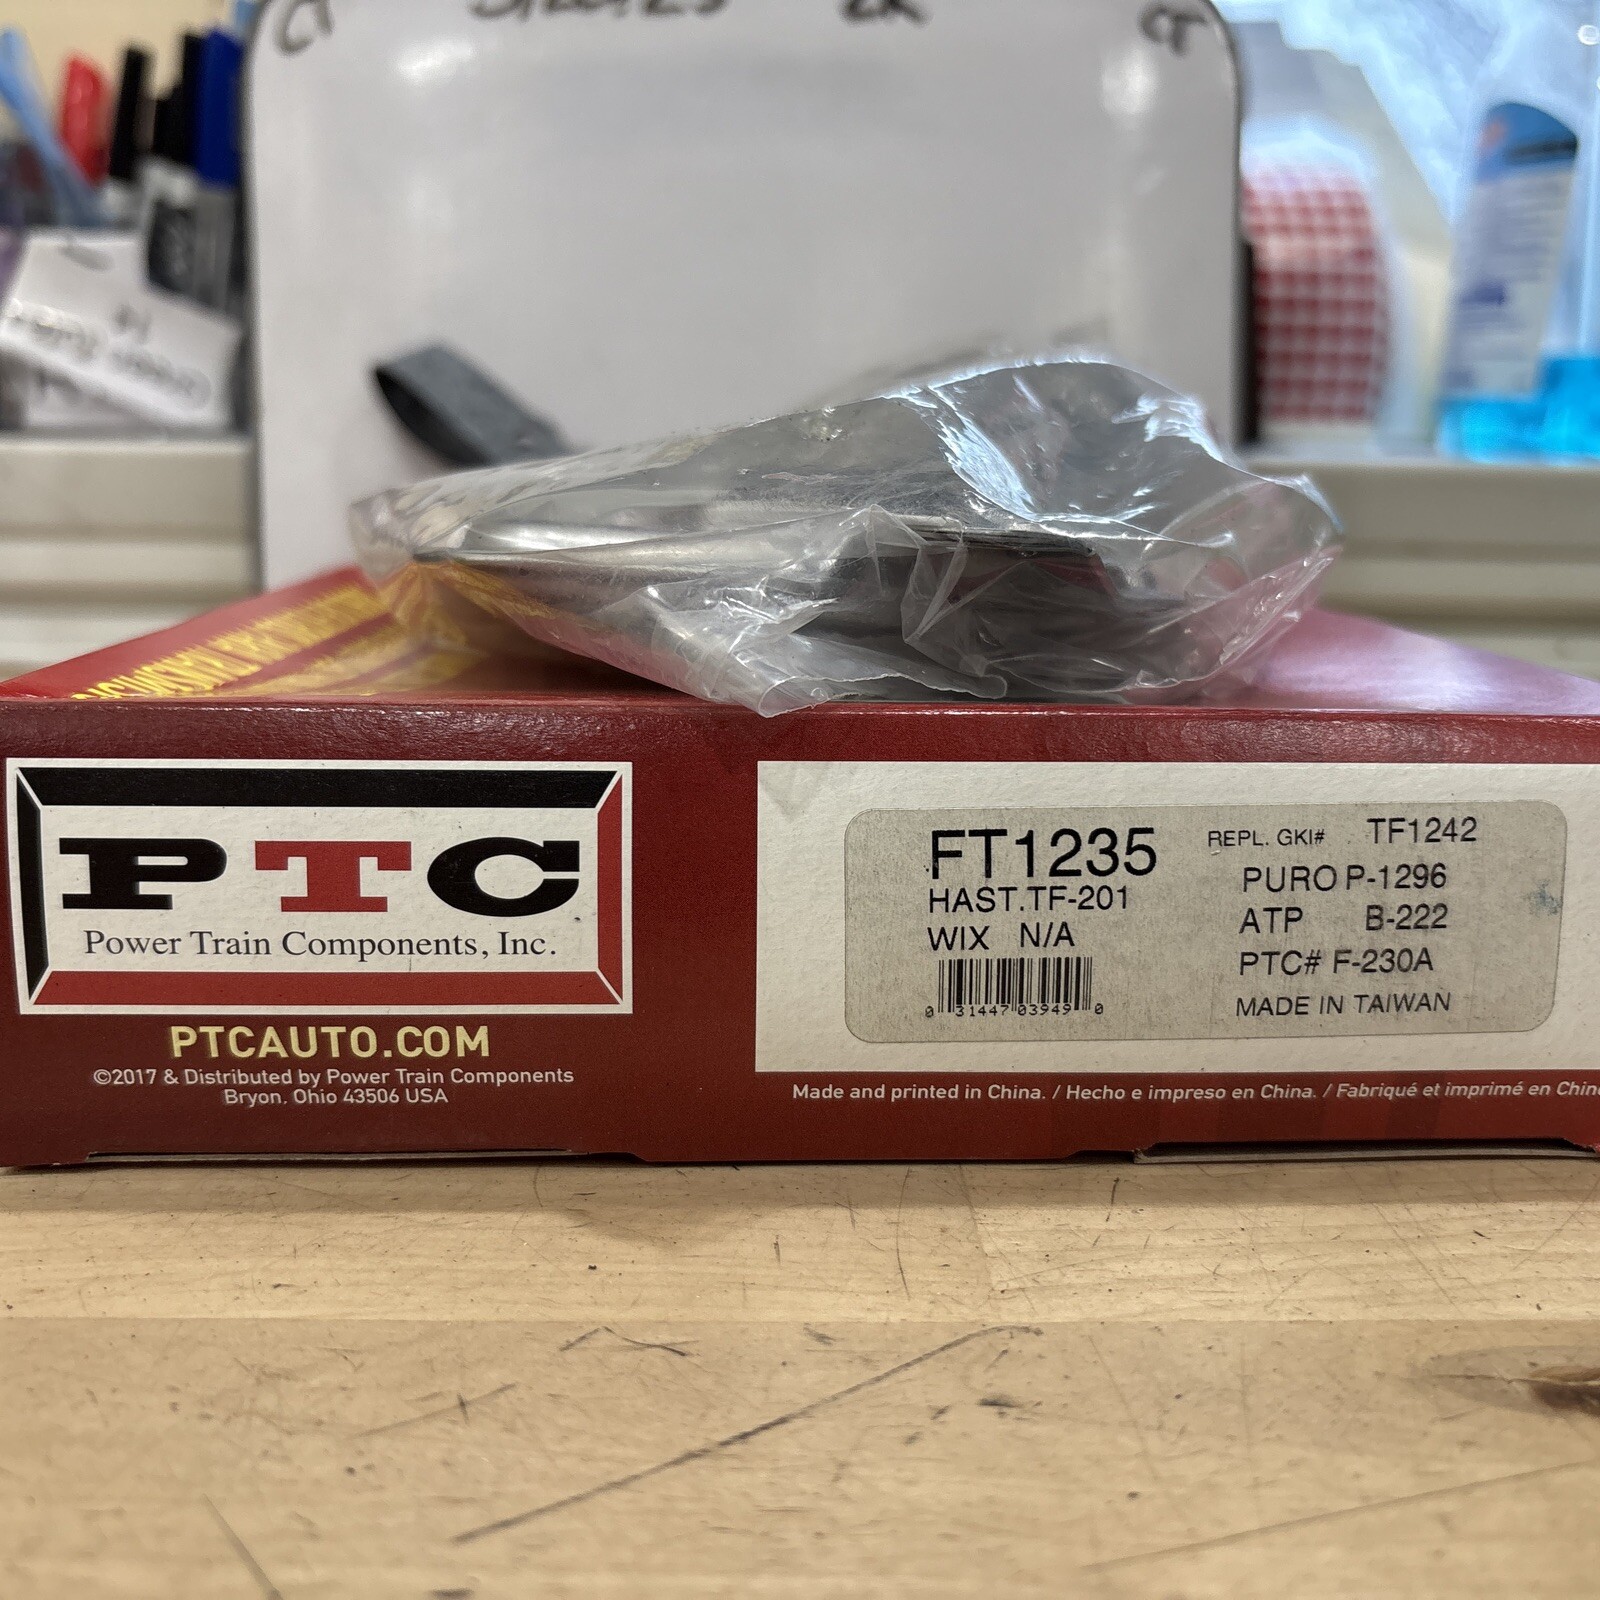 CT
CT
PTC
Power Train Components, Inc.
PTCAUTO.COM
©2017 & Distributed by Power Train Components
Bryon, Ohio 43506 USA
FT1235
HAST.TF-201
WIX N/A
0 31447 03949 0
REPL. GKI# TF1242
PURO P-1296
ATP B-222
PTC# F-230A
MADE IN TAIWAN
Made and printed in China. / Hecho e impreso en China. / Fabriqué et imprimé en